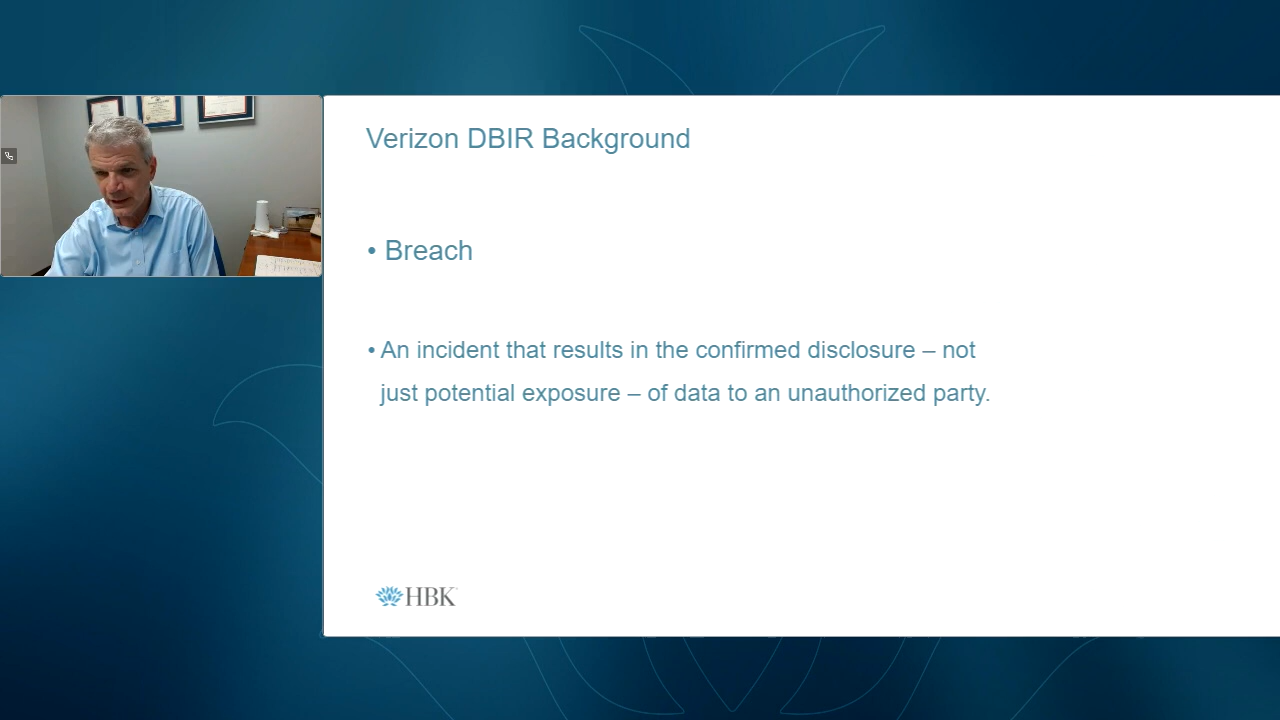 Verizon DBIR Background
• Breach
• An incident that results in the confirmed disclosure – not
just potential exposure – of data to an unauthorized party.
HBK